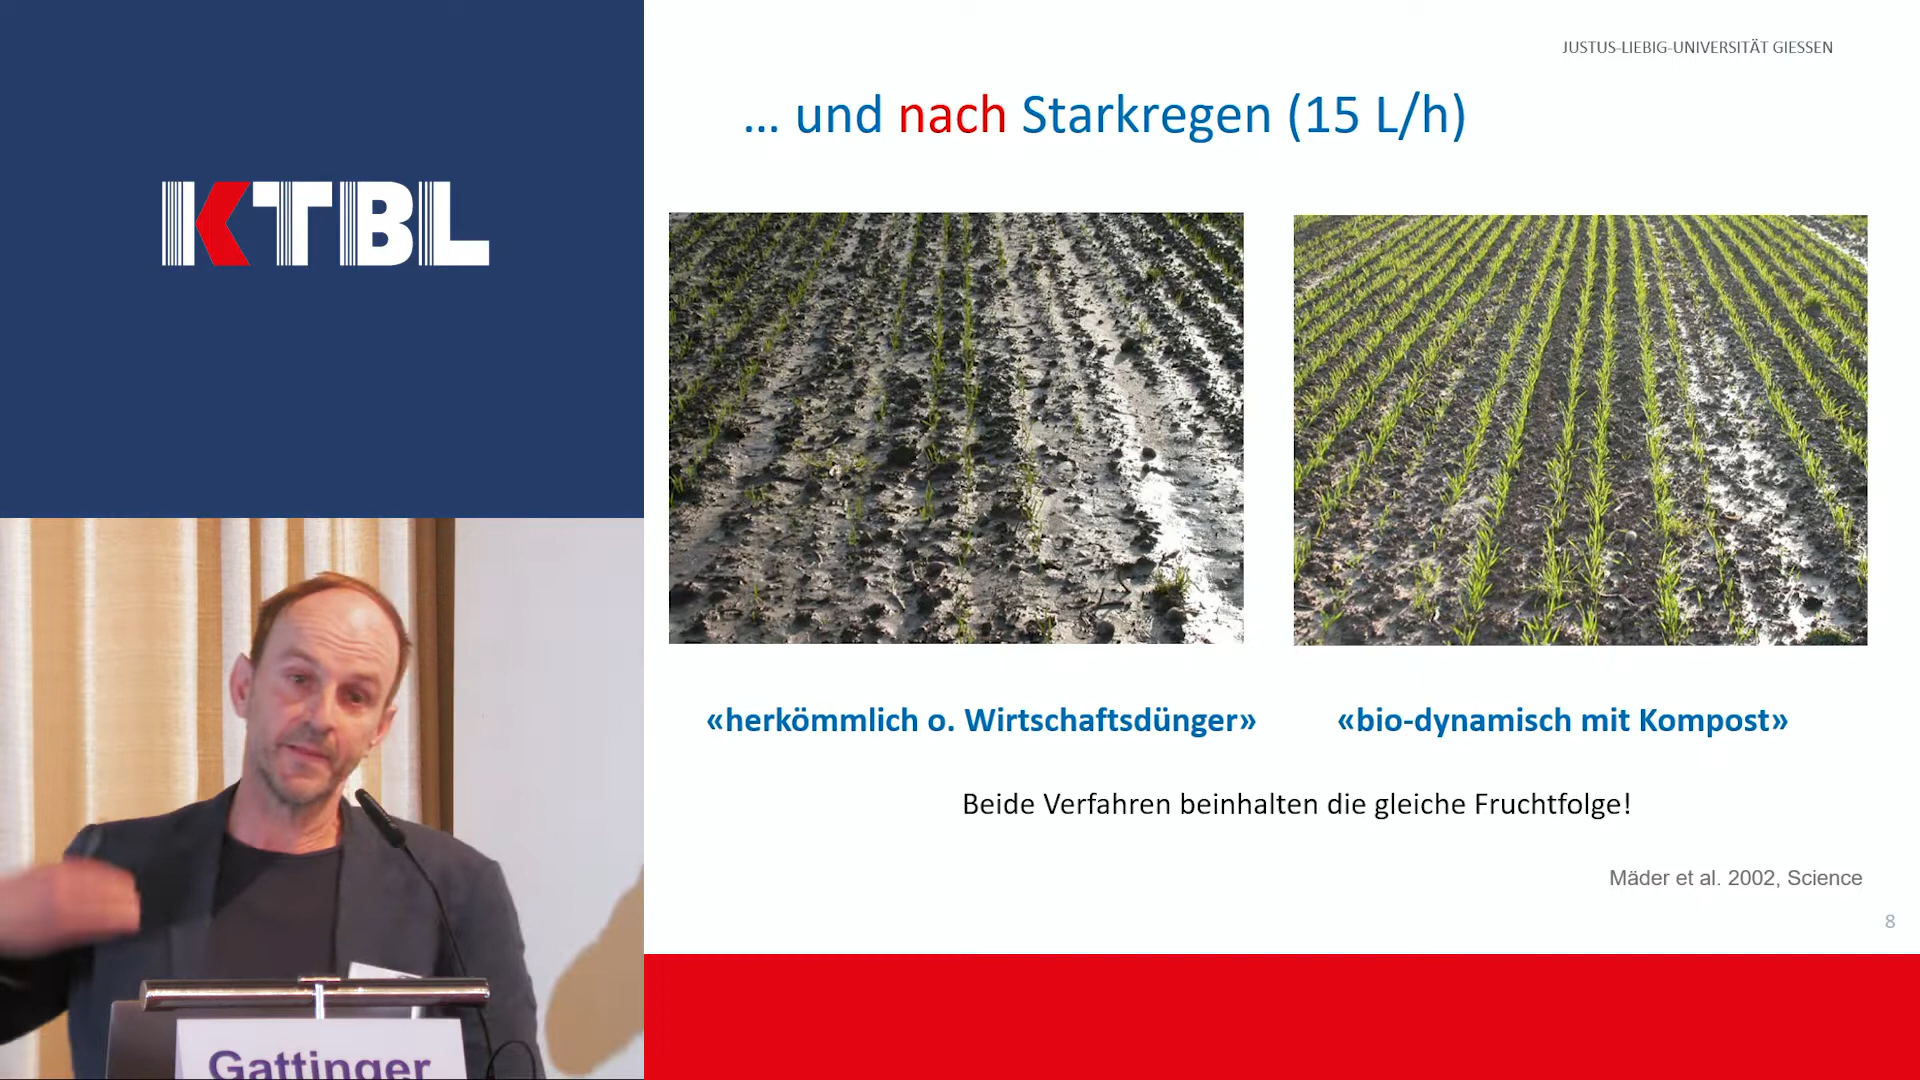 KTBL
JUSTUS-LIEBIG-UNIVERSITÄT GIESSEN
... und nach Starkregen (15 L/h)
«herkömmlich o. Wirtschaftsdünger»
«bio-dynamisch mit Kompost»
Beide Verfahren beinhalten die gleiche Fruchtfolge!
Mäder et al. 2002, Science
8
Gattinger